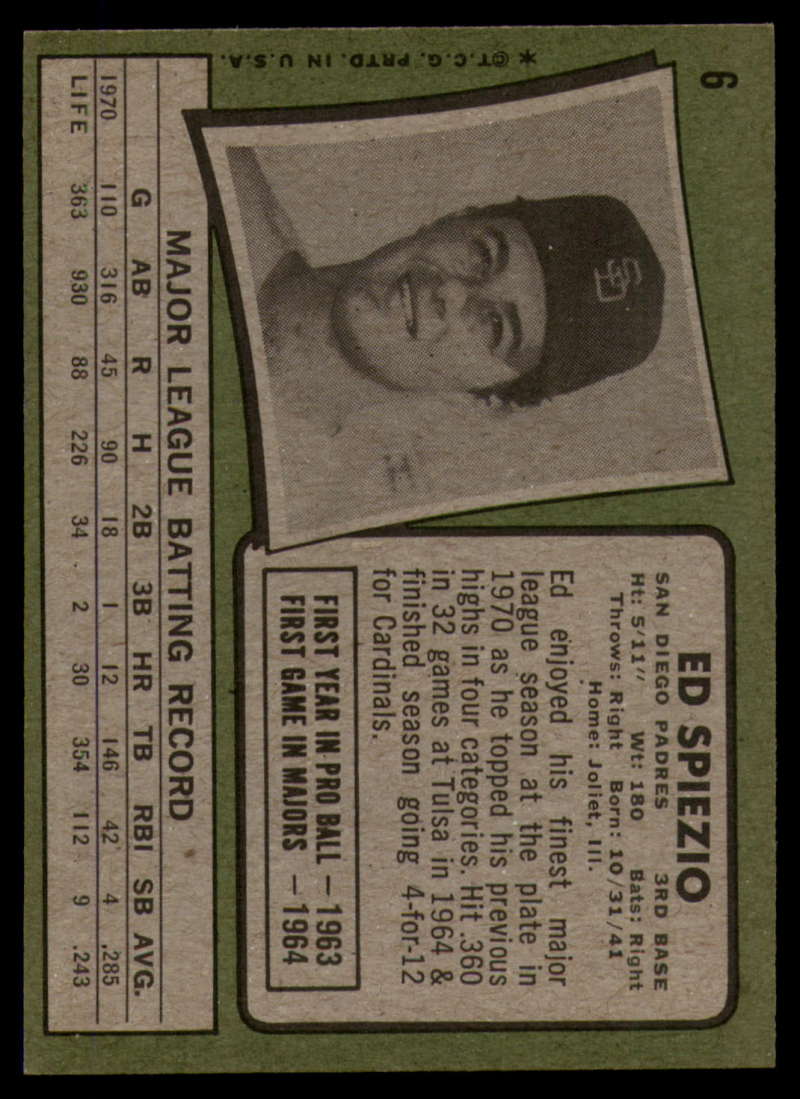 6
SD
ED SPIEZIO
SAN DIEGO PADRES 3RD BASE
Ht: 5'11" Wt: 180 Bats: Right
Throws: Right Born: 10/31/41
Home: Joliet, Ill.
Ed enjoyed his finest major
league season at the plate in
1970 as he topped his previous
highs in four categories. Hit .360
in 32 games at Tulsa in 1964 &
finished season going 4-for-12
for Cardinals.
FIRST YEAR IN PRO BALL — 1963
FIRST GAME IN MAJORS — 1964
MAJOR LEAGUE BATTING RECORD
G AB R H 2B 3B HR TB RBI SB AVG.
1970 110 316 45 90 18 1 12 146 42 4 .285
LIFE 363 930 88 226 34 2 30 354 112 9 .243
*©T.C.G. PRTD. IN U.S.A.